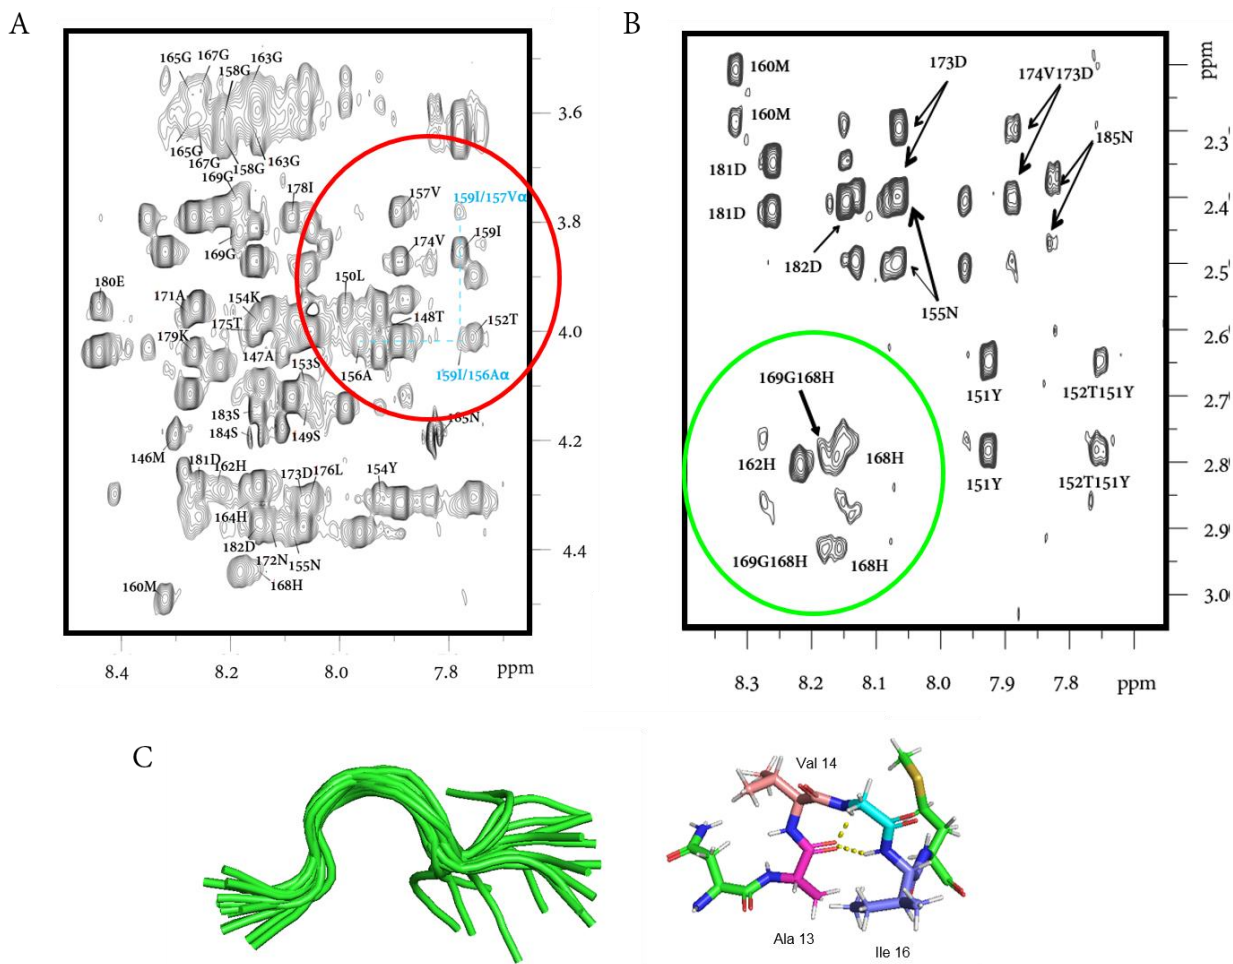 A
165G 167G 163G
158G
165G
167G 158G 163G
169G
178I
157V
159I/157Vα
159I
169G
174V
180E
171A
154K
150L
175T
148T
152T
179K
147A
153S
156A
159I/156Aα
183S
184S
149S
185N
146M
181D 162H
173D 176L 154Y
164H
182D
172N 155N
160M
168H
3.6
3.8
4.0
4.2
4.4
8.4 8.2 8.0 7.8 ppm
B
160M
173D
174V173D
160M
185N
181D
181D
182D
155N
169G168H
151Y
152T151Y
162H
168H
151Y
152T151Y
169G168H
168H
ppm
2.3
2.4
2.5
2.6
2.7
2.8
2.9
3.0
8.3 8.2 8.1 8.0 7.9 7.8 ppm
C
Val 14
Ala 13
Ile 16